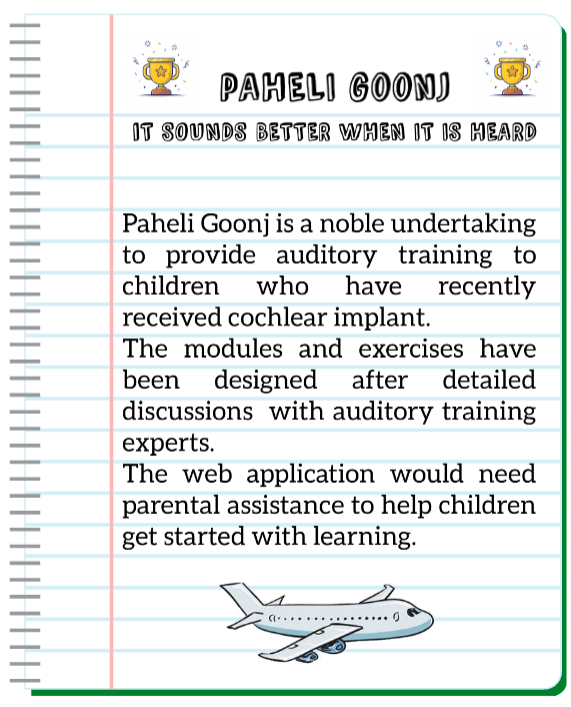 PAHELI GOONJ
IT SOUNDS BETTER WHEN IT IS HEARD
Paheli Goonj is a noble undertaking
to provide auditory training to
children who have recently
received cochlear implant.
The modules and exercises have
been designed after detailed
discussions with auditory training
experts.
The web application would need
parental assistance to help children
get started with learning.